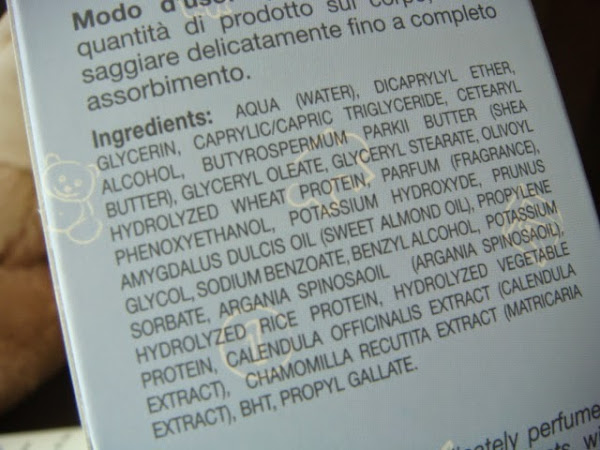 Modo d'uso
quantità di prodotto sul
saggiare delicatamente fino a completo
assorbimento.
Ingredients: AQUA (WATER), DICAPRYLYL ETHER,
GLYCERIN, CAPRYLIC/CAPRIC TRIGLYCERIDE, CETEARYL
ALCOHOL, BUTYROSPERMUM PARKII BUTTER (SHEA
BUTTER), GLYCERYL OLEATE, GLYCERYL STEARATE, OLIVOYL
HYDROLYZED WHEAT PROTEIN, PARFUM (FRAGRANCE),
PHENOXYETHANOL, POTASSIUM HYDROXYDE, PRUNUS
AMYGDALUS DULCIS OIL (SWEET ALMOND OIL), PROPYLENE
GLYCOL, SODIUM BENZOATE, BENZYL ALCOHOL, POTASSIUM
SORBATE, ARGANIA SPINOSAOIL (ARGANIA SPINOSAOIL),
HYDROLYZED RICE PROTEIN, HYDROLYZED VEGETABLE
PROTEIN, CALENDULA OFFICINALIS EXTRACT (CALENDULA
EXTRACT), CHAMOMILLA RECUTITA EXTRACT (MATRICARIA
EXTRACT), BHT, PROPYL GALLATE.
perfume